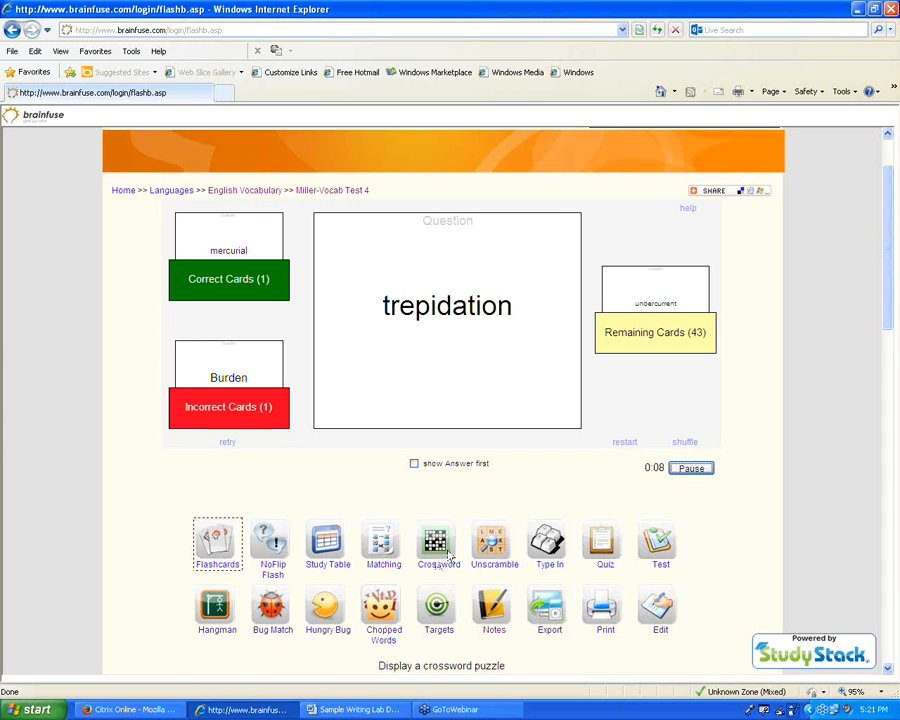 http://www.brainfuse.com/login/flashb.asp - Windows Internet Explorer
http://www.brainfuse.com/login/flashb.asp
Live Search
File Edit View Favorites Tools Help
Favorites Suggested Sites Web Slice Gallery Customize Links Free Hotmail Windows Marketplace Windows Media Windows
http://www.brainfuse.com/login/flashb.asp
Page Safety Tools
brainfuse
Home >> Languages >> English Vocabulary >> Miller-Vocab Test 4
SHARE
help
Question
mercurial
Correct Cards (1)
trepidation
undercurrent
Remaining Cards (43)
Burden
Incorrect Cards (1)
retry
restart shuffle
show Answer first
0:08 Pause
Flashcards NoFlip Flash Study Table Matching Crossword Unscramble Type In Quiz Test
Hangman Bug Match Hungry Bug Chopped Words Targets Notes Export Print Edit
Display a crossword puzzle
Powered by
StudyStack
Done
Unknown Zone (Mixed)
95%
start
Citrix Online - Mozilla ...
http://www.brainfus...
Sample Writing Lab D...
GoToWebinar
5:21 PM